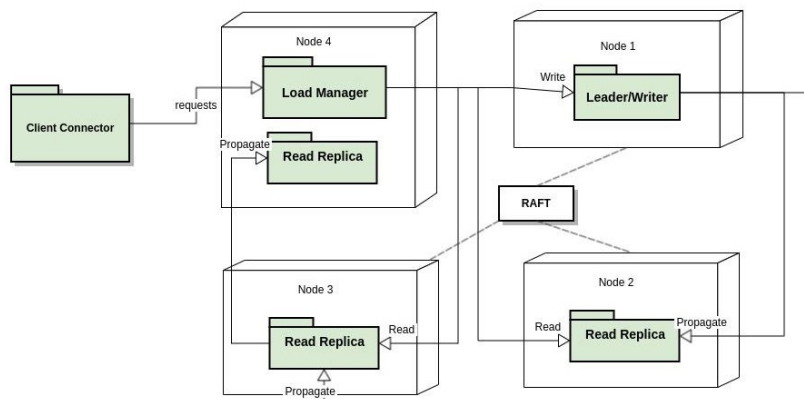 Node 4
Node 1
Load Manager
Write
Leader/Writer
requests
Client Connector
Propagate
Read Replica
RAFT
Node 3
Node 2
Read Replica
Read
Read
Read Replica
Propagate
Propagate